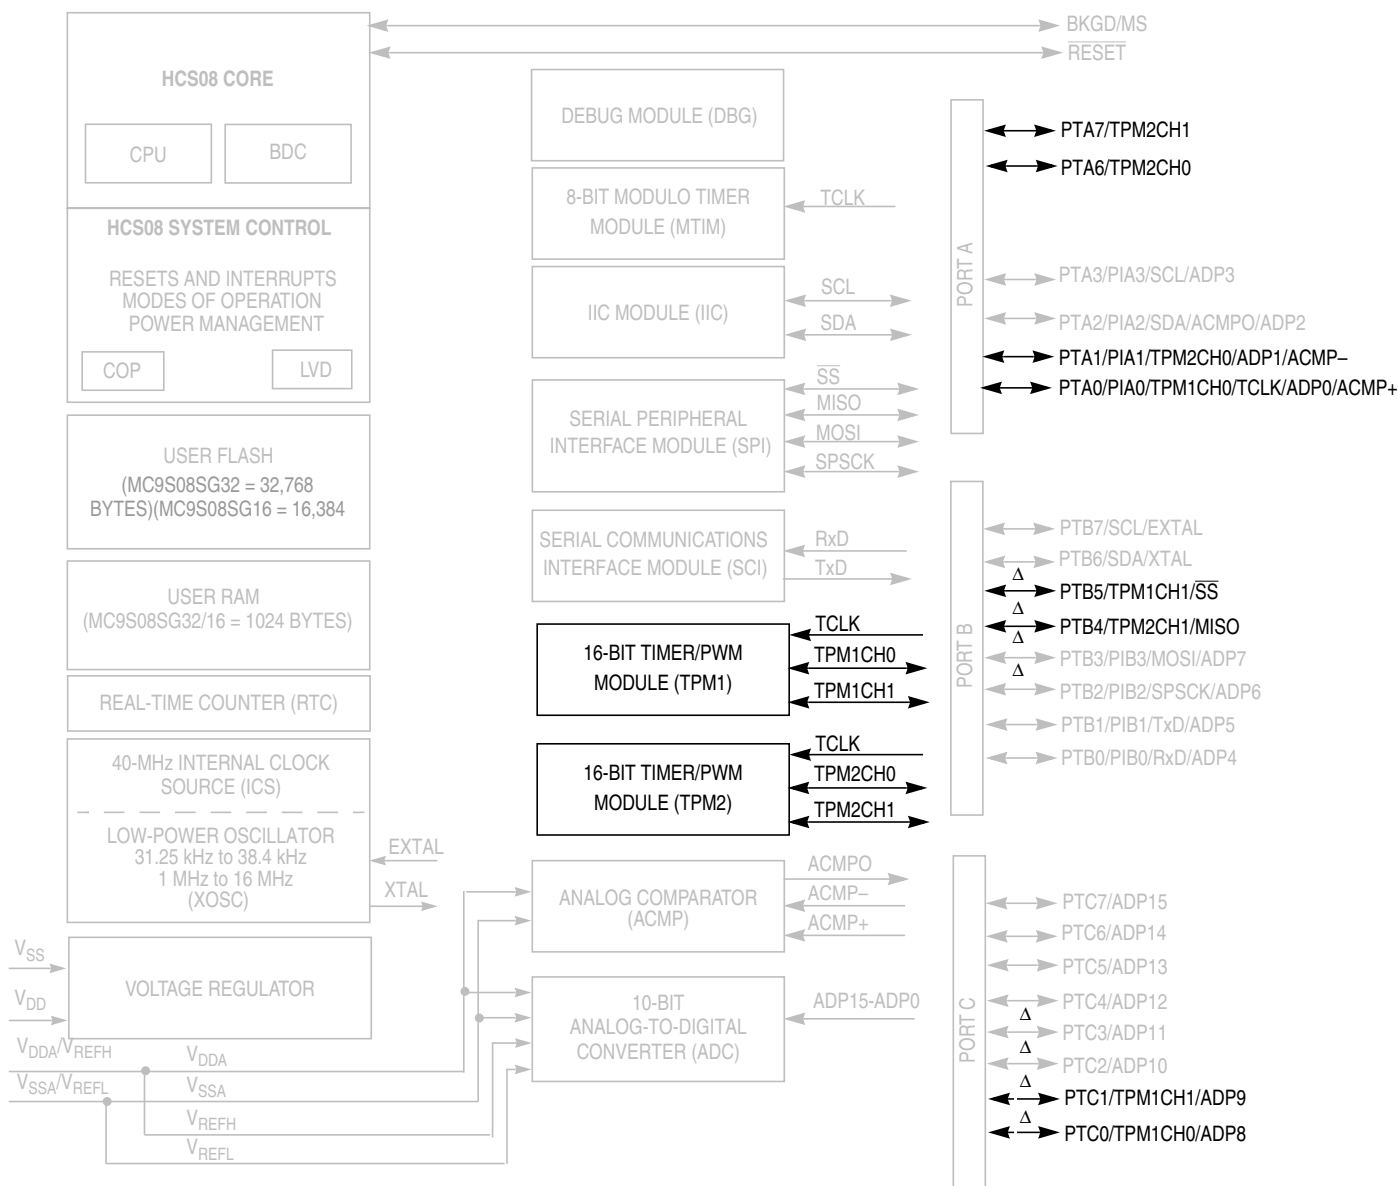 BKGD/MS
RESET
HCS08 CORE
CPU
BDC
HCS08 SYSTEM CONTROL
RESETS AND INTERRUPTS
MODES OF OPERATION
POWER MANAGEMENT
COP
LVD
USER FLASH
(MC9S08SG32 = 32,768
BYTES)(MC9S08SG16 = 16,384
USER RAM
(MC9S08SG32/16 = 1024 BYTES)
REAL-TIME COUNTER (RTC)
40-MHz INTERNAL CLOCK
SOURCE (ICS)
LOW-POWER OSCILLATOR
31.25 kHz to 38.4 kHz
1 MHz to 16 MHz
(XOSC)
EXTAL
XTAL
VSS
VDD
VOLTAGE REGULATOR
VDDA/VREFH
VSSA/VREFL
VDDA
VSSA
VREFH
VREFL
DEBUG MODULE (DBG)
8-BIT MODULO TIMER
MODULE (MTIM)
TCLK
IIC MODULE (IIC)
SCL
SDA
SERIAL PERIPHERAL
INTERFACE MODULE (SPI)
SS
MISO
MOSI
SPSCK
SERIAL COMMUNICATIONS
INTERFACE MODULE (SCI)
RxD
TxD
16-BIT TIMER/PWM
MODULE (TPM1)
TCLK
TPM1CH0
TPM1CH1
16-BIT TIMER/PWM
MODULE (TPM2)
TCLK
TPM2CH0
TPM2CH1
ANALOG COMPARATOR
(ACMP)
ACMPO
ACMP–
ACMP+
10-BIT
ANALOG-TO-DIGITAL
CONVERTER (ADC)
ADP15-ADP0
PORT A
PTA7/TPM2CH1
PTA6/TPM2CH0
PTA3/PIA3/SCL/ADP3
PTA2/PIA2/SDA/ACMPO/ADP2
PTA1/PIA1/TPM2CH0/ADP1/ACMP–
PTA0/PIA0/TPM1CH0/TCLK/ADP0/ACMP+
PORT B
PTB7/SCL/EXTAL
PTB6/SDA/XTAL
Δ
PTB5/TPM1CH1/SS
Δ
PTB4/TPM2CH1/MISO
Δ
PTB3/PIB3/MOSI/ADP7
Δ
PTB2/PIB2/SPSCK/ADP6
PTB1/PIB1/TxD/ADP5
PTB0/PIB0/RxD/ADP4
PORT C
PTC7/ADP15
PTC6/ADP14
PTC5/ADP13
PTC4/ADP12
Δ
PTC3/ADP11
Δ
PTC2/ADP10
Δ
PTC1/TPM1CH1/ADP9
Δ
PTC0/TPM1CH0/ADP8